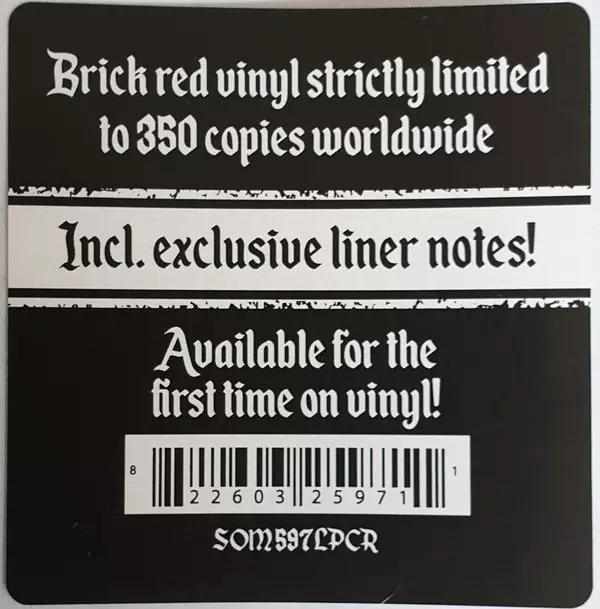 Brick red vinyl strictly limited
to 350 copies worldwide
Incl. exclusive liner notes!
Available for the
first time on vinyl!
8 22603 25971 1
SOM597LPCR